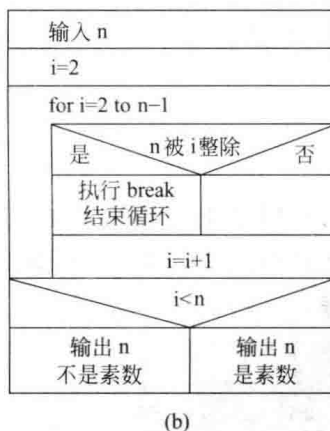 输入 n
i=2
for i=2 to n−1
n被 i 整除
是
否
执行 break
结束循环
i=i+1
i<n
输出 n
不是素数
输出 n
是素数
(b)